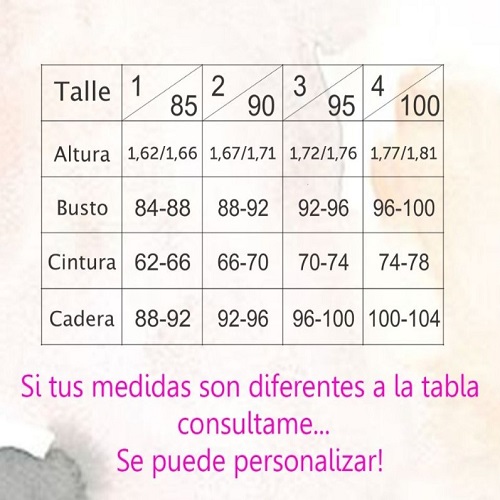 Talle 1 85 2 90 3 95 4 100
Altura 1,62/1,66 1,67/1,71 1,72/1,76 1,77/1,81
Busto 84-88 88-92 92-96 96-100
Cintura 62-66 66-70 70-74 74-78
Cadera 88-92 92-96 96-100 100-104
Si tus medidas son diferentes a la tabla
consultame...
Se puede personalizar!